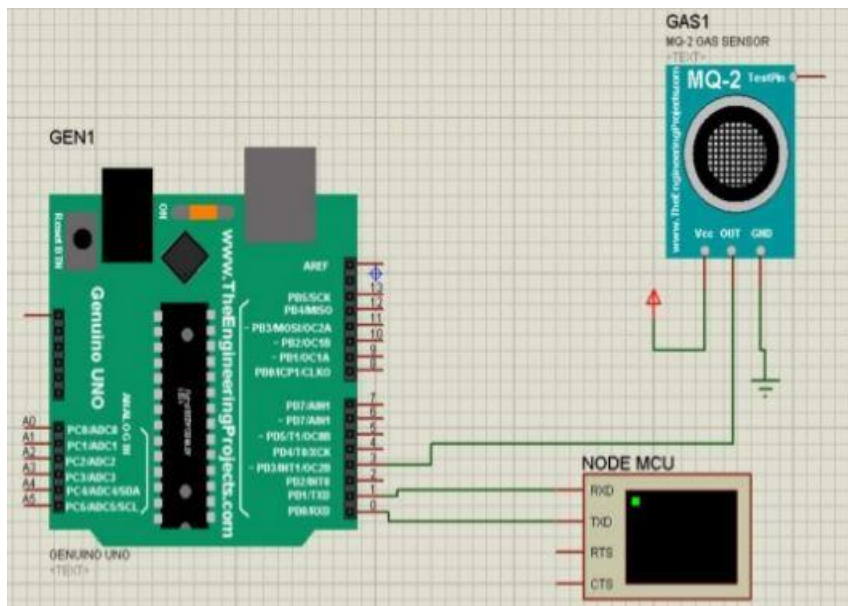 GAS1
MQ-2 GAS SENSOR
<TEXT>
MQ-2 TestPin
www.TheEngineeringProjects.com
Vcc OUT GND
GEN1
Reset BTN
ON
www.TheEngineeringProjects.com
Genuino UNO
ANALOG IN
AREF
13
PB5/SCK
12
PB4/MISO
11
~PB3/MOSI/OC2A
10
~PB2/OC1B
9
~PB1/OC1A
8
PB0/ICP1/CLKO
7
PD7/AIN1
6
~PD7/AIN1
5
~PD5/T1/OC0B
4
PD4/T0/XCK
3
~PD3/INT1/OC2B
2
PD2/INT0
1
PD1/TXD
0
PD0/RXD
A0 PC0/ADC0
A1 PC1/ADC1
A2 PC2/ADC2
A3 PC3/ADC3
A4 PC4/ADC4/SDA
A5 PC5/ADC5/SCL
GENUINO UNO
<TEXT>
NODE MCU
RXD
TXD
RTS
CTS